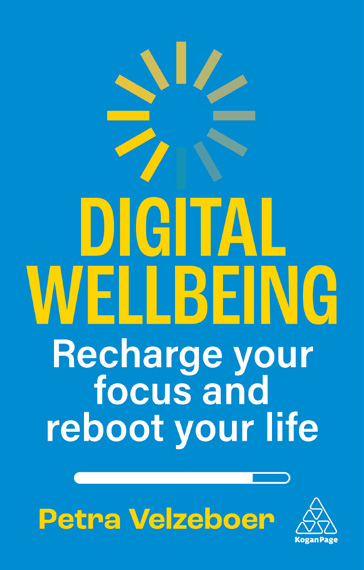 DIGITAL
WELLBEING
Recharge your
focus and
reboot your life
Petra Velzeboer
KoganPage